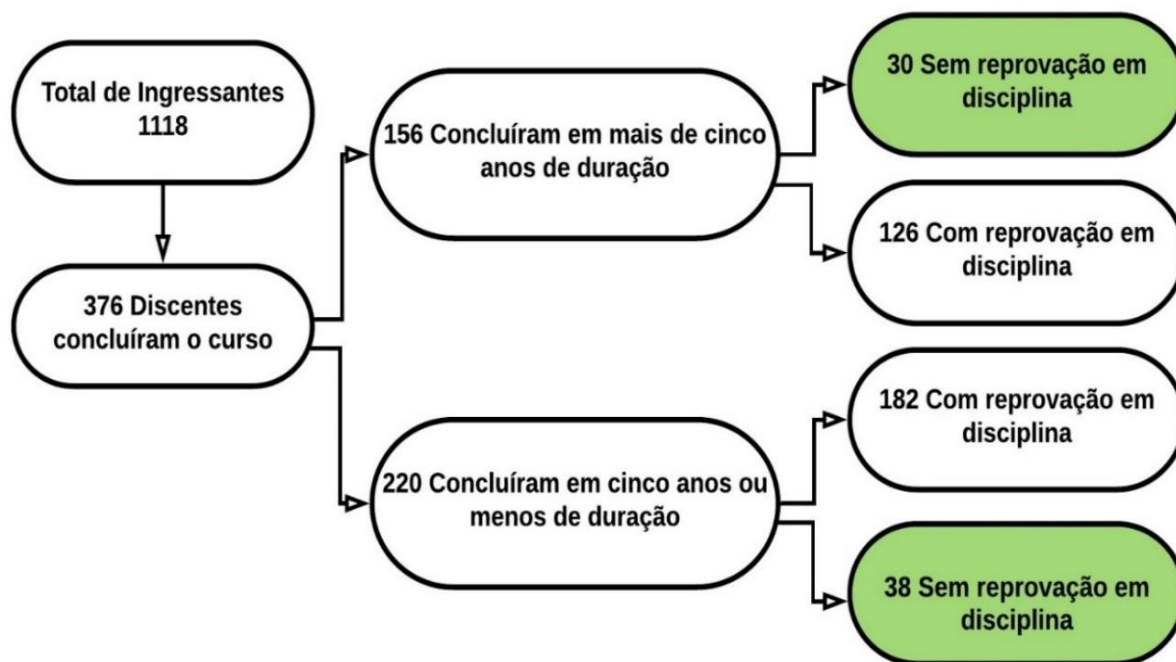 Total de Ingressantes
1118
376 Discentes
concluíram o curso
156 Concluíram em mais de cinco
anos de duração
220 Concluíram em cinco anos ou
menos de duração
30 Sem reprovação em
disciplina
126 Com reprovação em
disciplina
182 Com reprovação em
disciplina
38 Sem reprovação em
disciplina